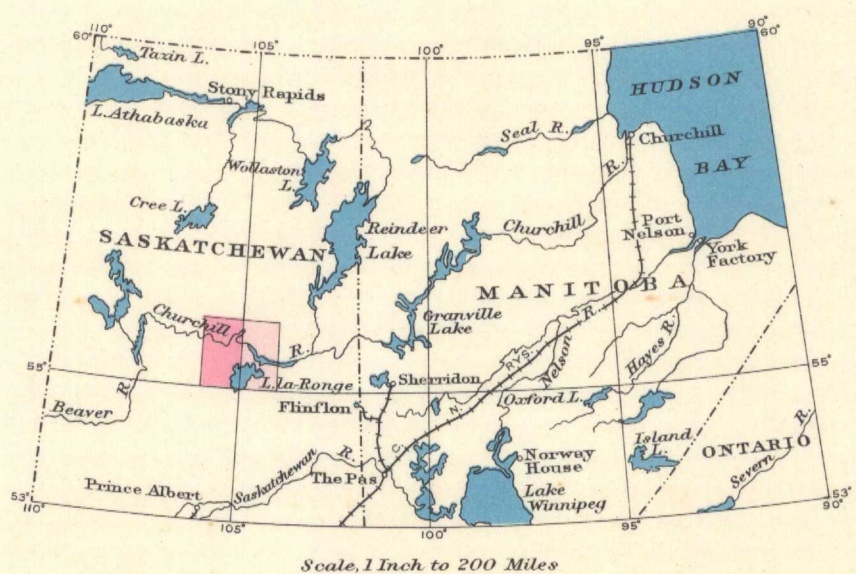 110°
60°
105°
100°
95°
90°
60°
Tazin L.
HUDSON
Stony Rapids
L. Athabaska
Seal R.
Churchill
Wollaston
L.
R.
BAY
Cree L.
Port
Nelson
Reindeer
Lake
Churchill
York
Factory
SASKATCHEWAN
MANITOBA
Granville
Lake
Churchill
R.
R.
Nelson
Hayes R.
RYS.
55°
55°
L. la-Ronge
Sherridon
R.
Beaver
Flinflon
N.
Oxford L.
C.
Island
L.
ONTARIO
Norway
House
Severn R.
Saskatchewan R.
The Pas
Prince Albert
Lake
Winnipeg
53°
110°
105°
100°
95°
53°
90°
Scale, 1 Inch to 200 Miles